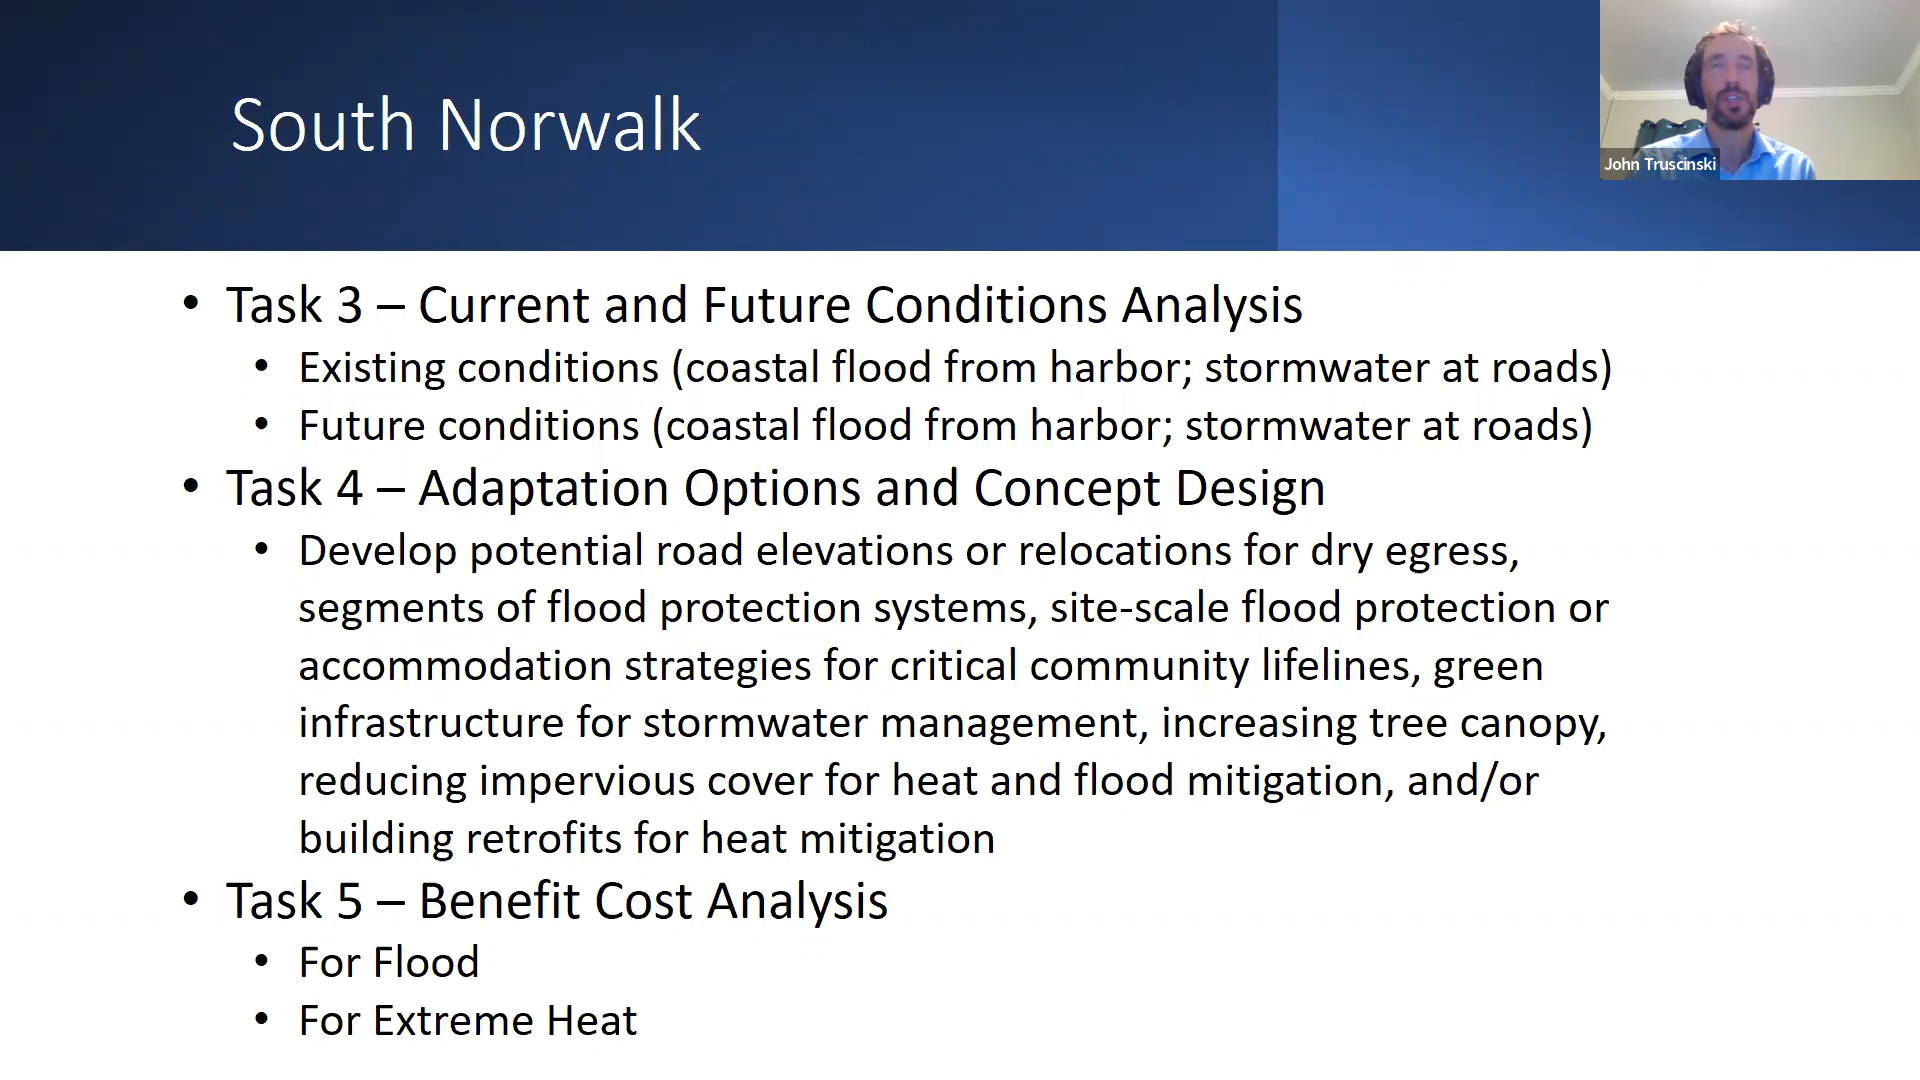 South Norwalk
John Truscinski
• Task 3 – Current and Future Conditions Analysis
• Existing conditions (coastal flood from harbor; stormwater at roads)
• Future conditions (coastal flood from harbor; stormwater at roads)
• Task 4 – Adaptation Options and Concept Design
• Develop potential road elevations or relocations for dry egress,
segments of flood protection systems, site-scale flood protection or
accommodation strategies for critical community lifelines, green
infrastructure for stormwater management, increasing tree canopy,
reducing impervious cover for heat and flood mitigation, and/or
building retrofits for heat mitigation
• Task 5 – Benefit Cost Analysis
• For Flood
• For Extreme Heat